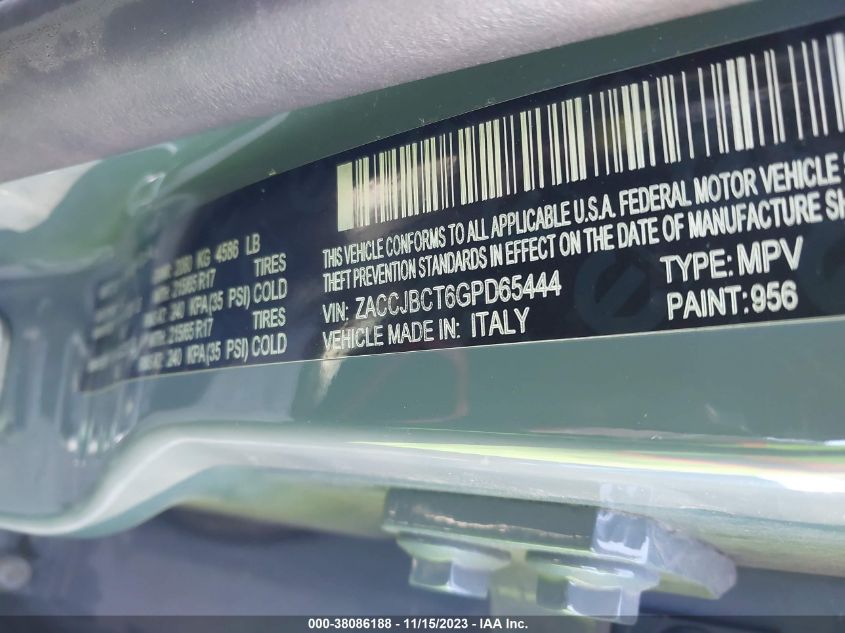 2080 KG 4586 LB
215/65 R17 TIRES
240 KPA(35 PSI) COLD
215/65 R17 TIRES
240 KPA(35 PSI) COLD
THIS VEHICLE CONFORMS TO ALL APPLICABLE U.S.A. FEDERAL MOTOR VEHICLE
THEFT PREVENTION STANDARDS IN EFFECT ON THE DATE OF MANUFACTURE SH
VIN: ZACCJBCT6GPD65444
TYPE: MPV
VEHICLE MADE IN: ITALY
PAINT: 956
000-38086188 - 11/15/2023 - IAA Inc.